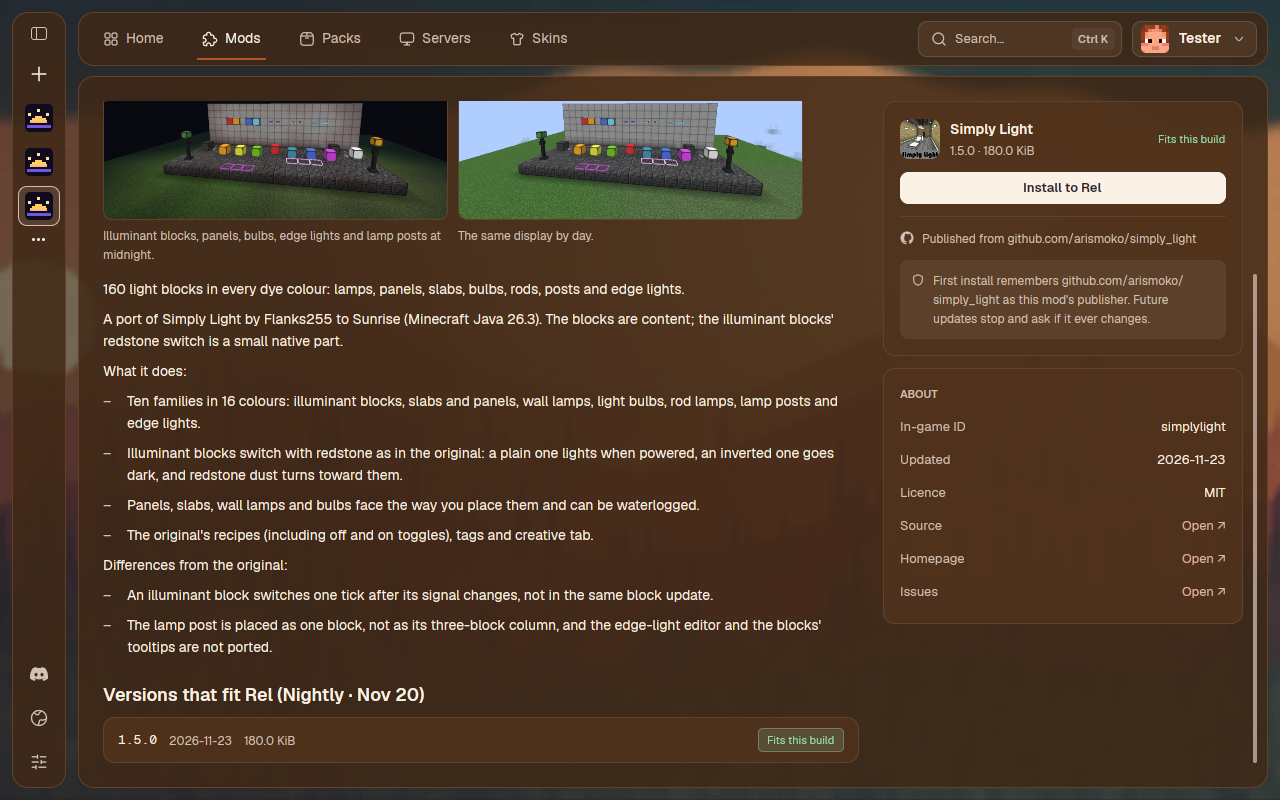 Home
Mods
Packs
Servers
Skins
Search...
Ctrl K
Tester
Illuminant blocks, panels, bulbs, edge lights and lamp posts at
midnight.
The same display by day.
160 light blocks in every dye colour: lamps, panels, slabs, bulbs, rods, posts and edge lights.
A port of Simply Light by Flanks255 to Sunrise (Minecraft Java 26.3). The blocks are content; the illuminant blocks'
redstone switch is a small native part.
What it does:
– Ten families in 16 colours: illuminant blocks, slabs and panels, wall lamps, light bulbs, rod lamps, lamp posts and
edge lights.
– Illuminant blocks switch with redstone as in the original: a plain one lights when powered, an inverted one goes
dark, and redstone dust turns toward them.
– Panels, slabs, wall lamps and bulbs face the way you place them and can be waterlogged.
– The original's recipes (including off and on toggles), tags and creative tab.
Differences from the original:
– An illuminant block switches one tick after its signal changes, not in the same block update.
– The lamp post is placed as one block, not as its three-block column, and the edge-light editor and the blocks'
tooltips are not ported.
Versions that fit Rel (Nightly · Nov 20)
1.5.0 2026-11-23 180.0 KiB Fits this build
Simply Light
Simply Light
1.5.0 · 180.0 KiB
Fits this build
Install to Rel
Published from github.com/arismoko/simply_light
First install remembers github.com/arismoko/
simply_light as this mod's publisher. Future
updates stop and ask if it ever changes.
ABOUT
In-game ID simplylight
Updated 2026-11-23
Licence MIT
Source Open ↗
Homepage Open ↗
Issues Open ↗